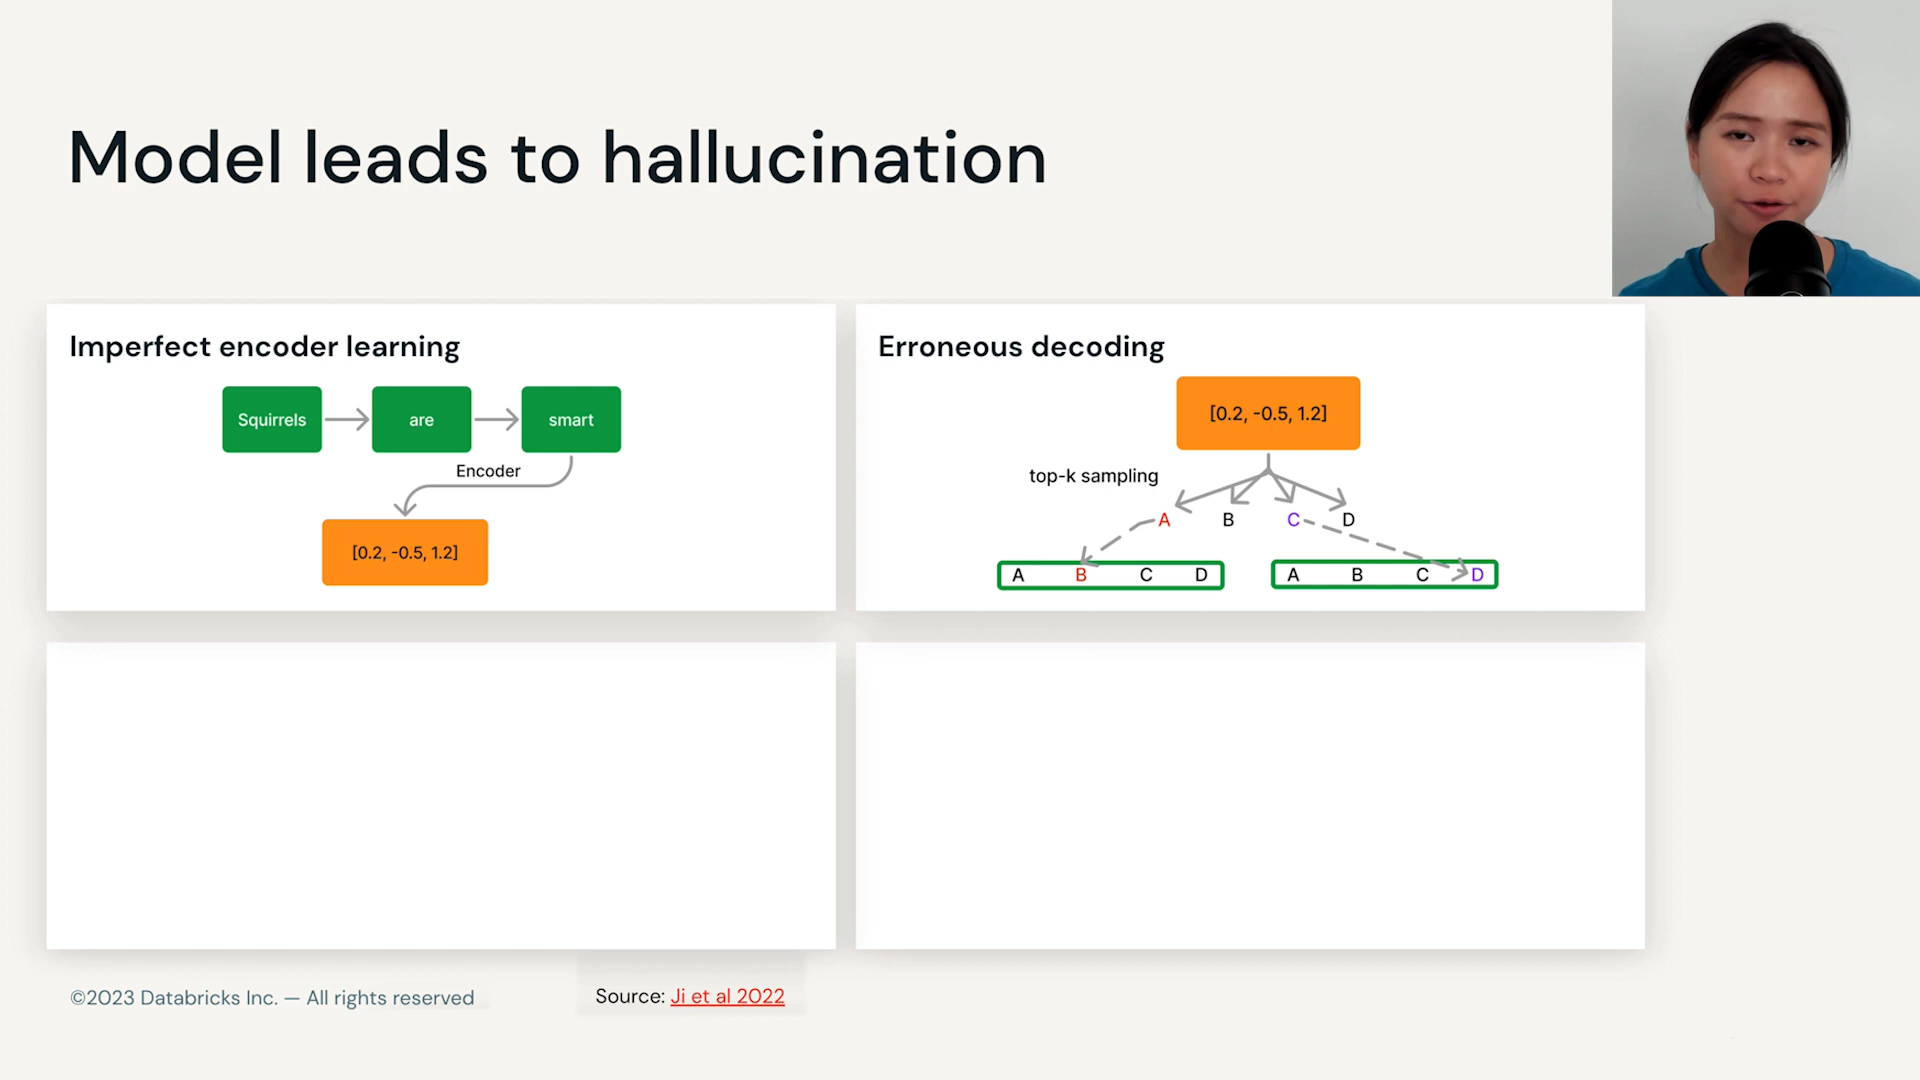 Model leads to hallucination
Imperfect encoder learning
Squirrels are smart
Encoder
[0.2, -0.5, 1.2]
Erroneous decoding
[0.2, -0.5, 1.2]
top-k sampling
A B C D
A B C D A B C D
©2023 Databricks Inc. — All rights reserved
Source: Ji et al 2022